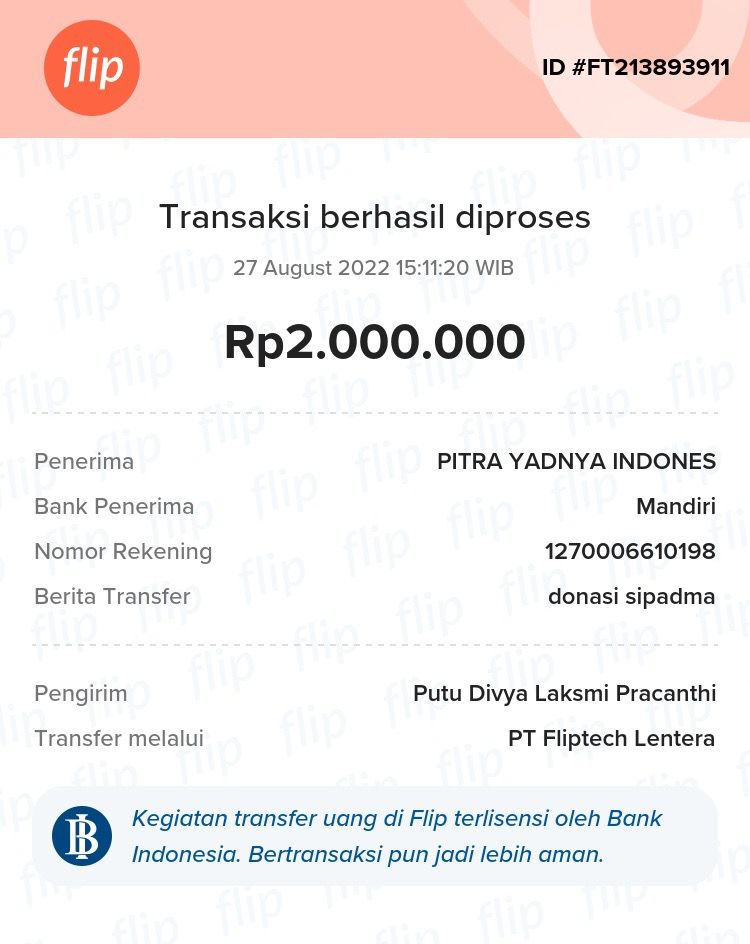 flip
ID #FT213893911
Transaksi berhasil diproses
27 August 2022 15:11:20 WIB
Rp2.000.000
Penerima PITRA YADNYA INDONES
Bank Penerima Mandiri
Nomor Rekening 1270006610198
Berita Transfer donasi sipadma
Pengirim Putu Divya Laksmi Pracanthi
Transfer melalui PT Fliptech Lentera
Kegiatan transfer uang di Flip terlisensi oleh Bank
Indonesia. Bertransaksi pun jadi lebih aman.